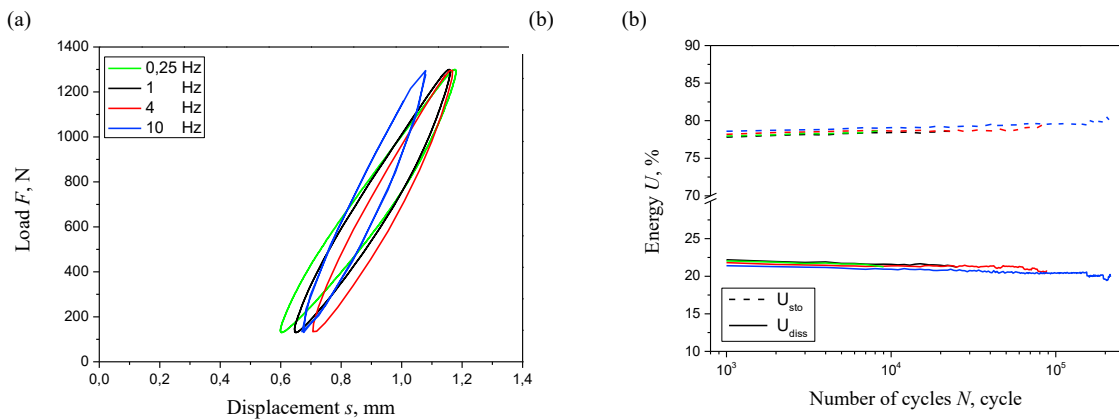 (a)
(b)
(b)
1400
1200
1000
800
600
400
200
0
0,0
0,2
0,4
0,6
0,8
1,0
1,2
1,4
Load F, N
Displacement s, mm
0,25 Hz
1 Hz
4 Hz
10 Hz
90
85
80
75
70
25
20
15
10
10³
10⁴
10⁵
Energy U, %
Number of cycles N, cycle
U_sto
U_diss